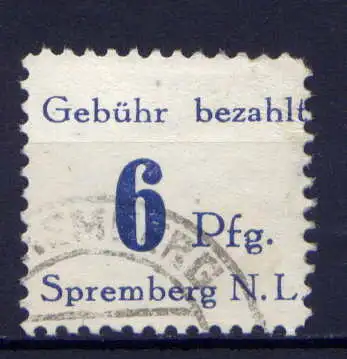 Gebühr bezahlt
6 Pfg.
Spremberg N.L.